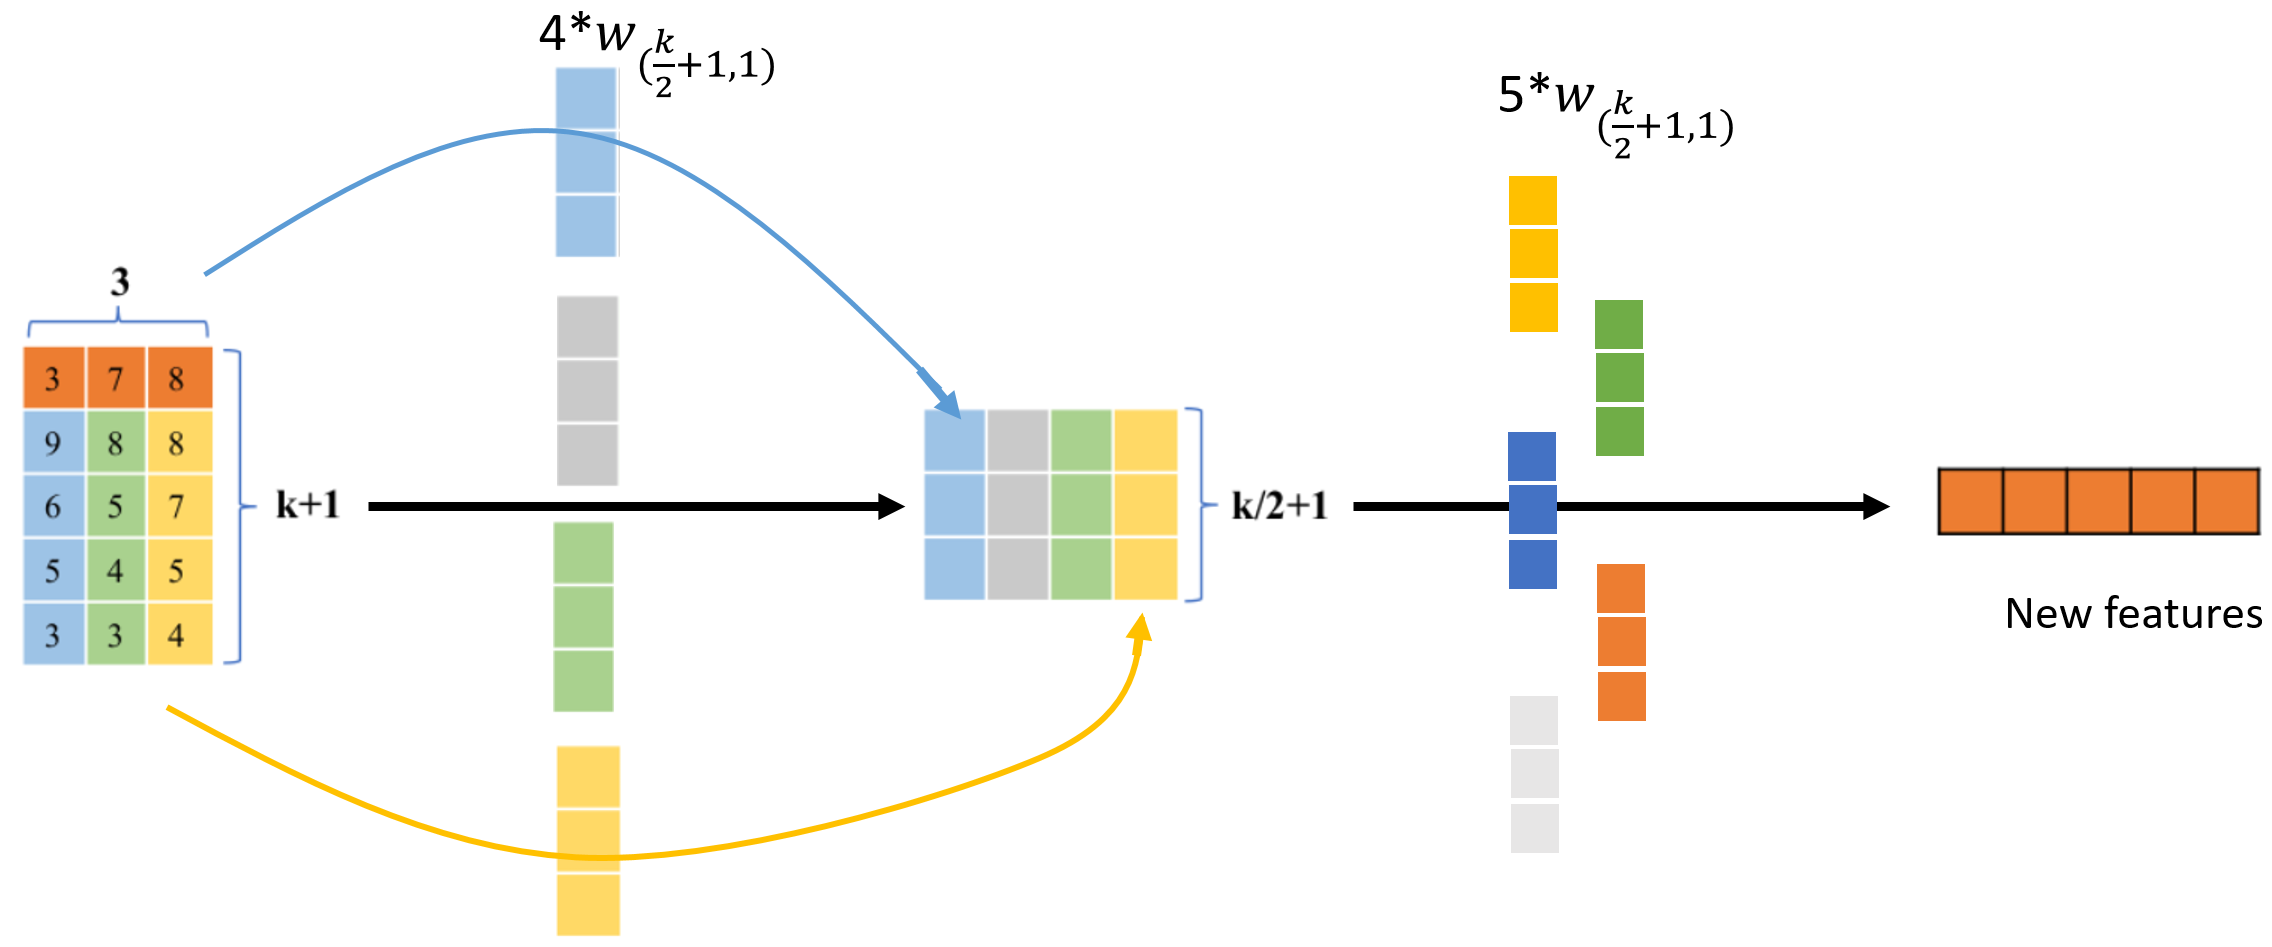 4*w(k/2+1,1)
5*w(k/2+1,1)
3
3 7 8
9 8 8
6 5 7
5 4 5
3 3 4
k+1
k/2+1
New features